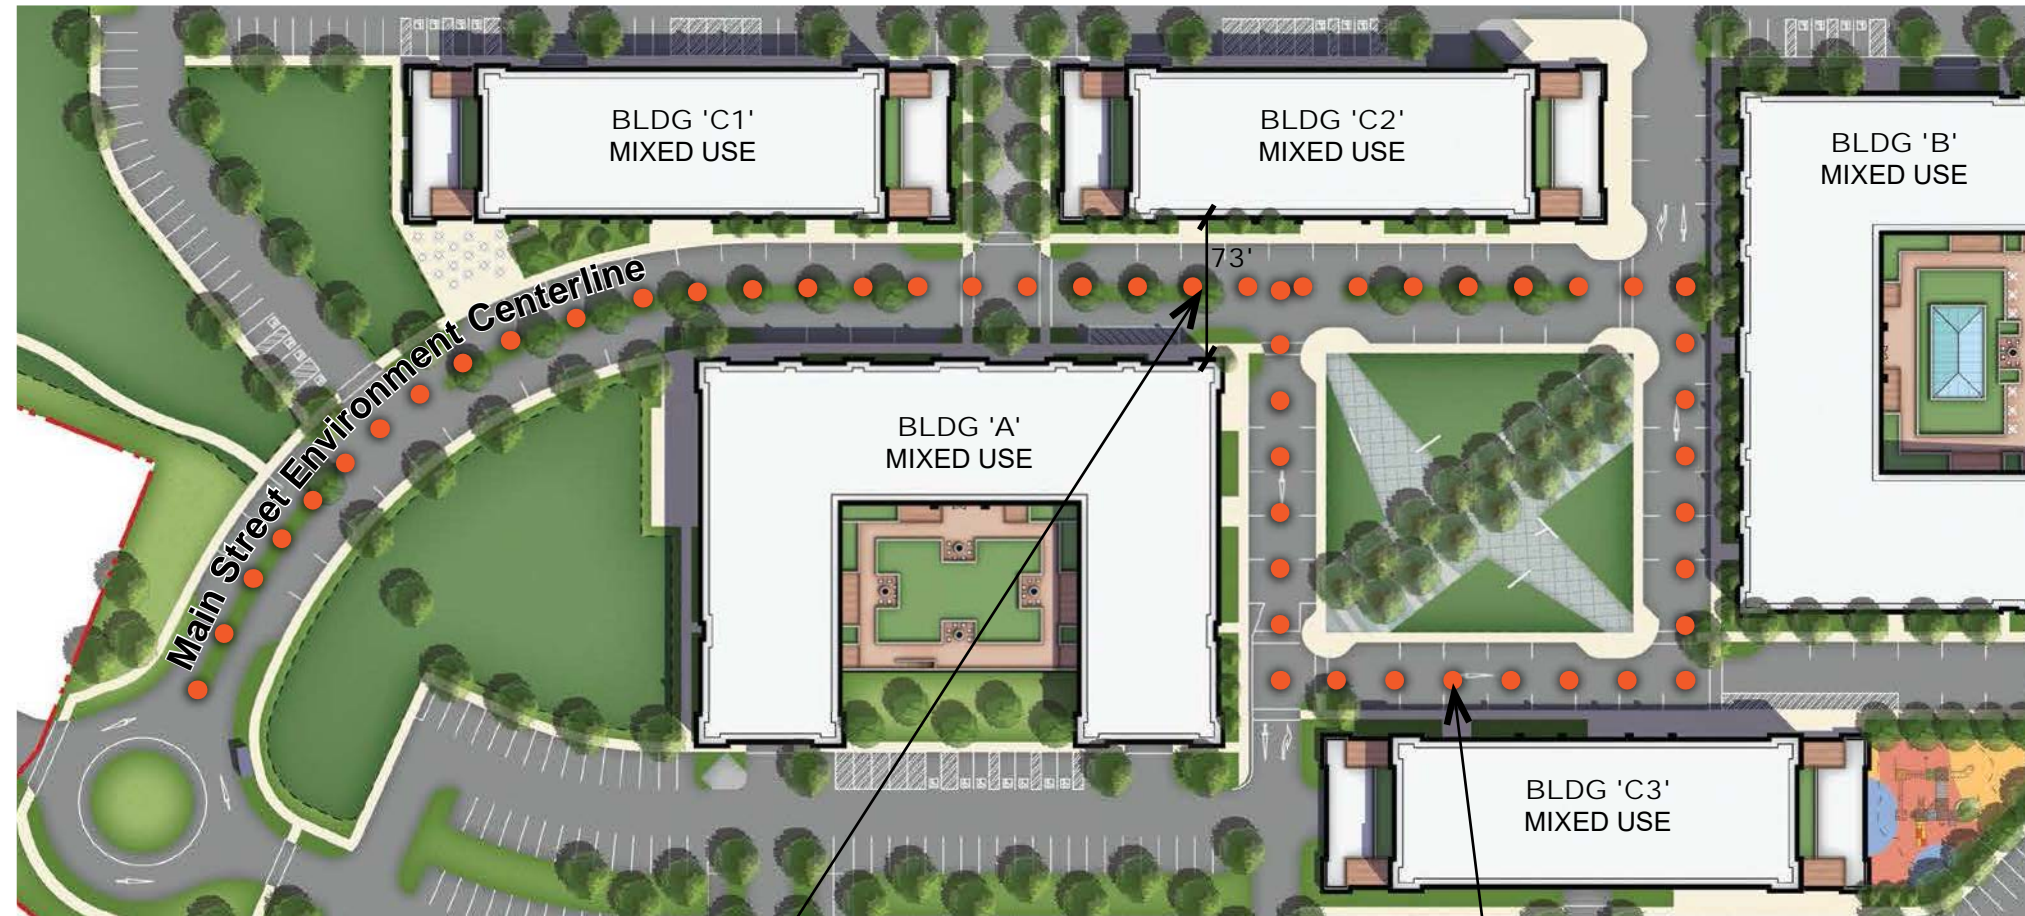 BLDG 'C1'
MIXED USE
BLDG 'C2'
MIXED USE
BLDG 'B'
MIXED USE
73'
Main Street Environment Centerline
BLDG 'A'
MIXED USE
BLDG 'C3'
MIXED USE